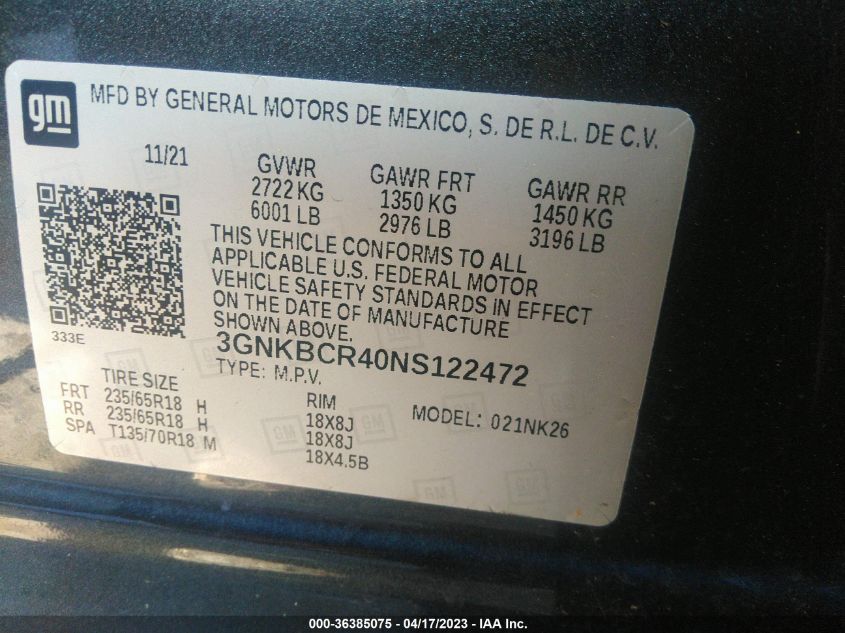 gm
MFD BY GENERAL MOTORS DE MEXICO, S. DE R.L. DE C.V.
11/21
GVWR
2722 KG
6001 LB
GAWR FRT
1350 KG
2976 LB
GAWR RR
1450 KG
3196 LB
THIS VEHICLE CONFORMS TO ALL
APPLICABLE U.S. FEDERAL MOTOR
VEHICLE SAFETY STANDARDS IN EFFECT
ON THE DATE OF MANUFACTURE
SHOWN ABOVE.
333E
3GNKBCR40NS122472
TYPE: M.P.V.
TIRE SIZE RIM
FRT 235/65R18 H 18X8J
RR 235/65R18 H 18X8J
SPA T135/70R18 M 18X4.5B
MODEL: 021NK26
000-36385075 - 04/17/2023 - IAA Inc.